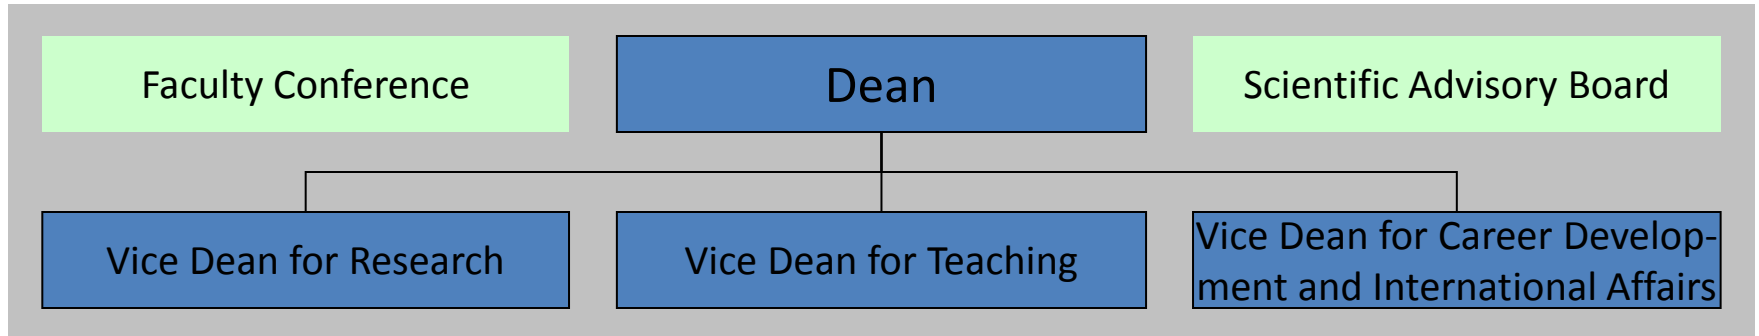 Faculty Conference
Dean
Scientific Advisory Board
Vice Dean for Research
Vice Dean for Teaching
Vice Dean for Career Develop-
ment and International Affairs